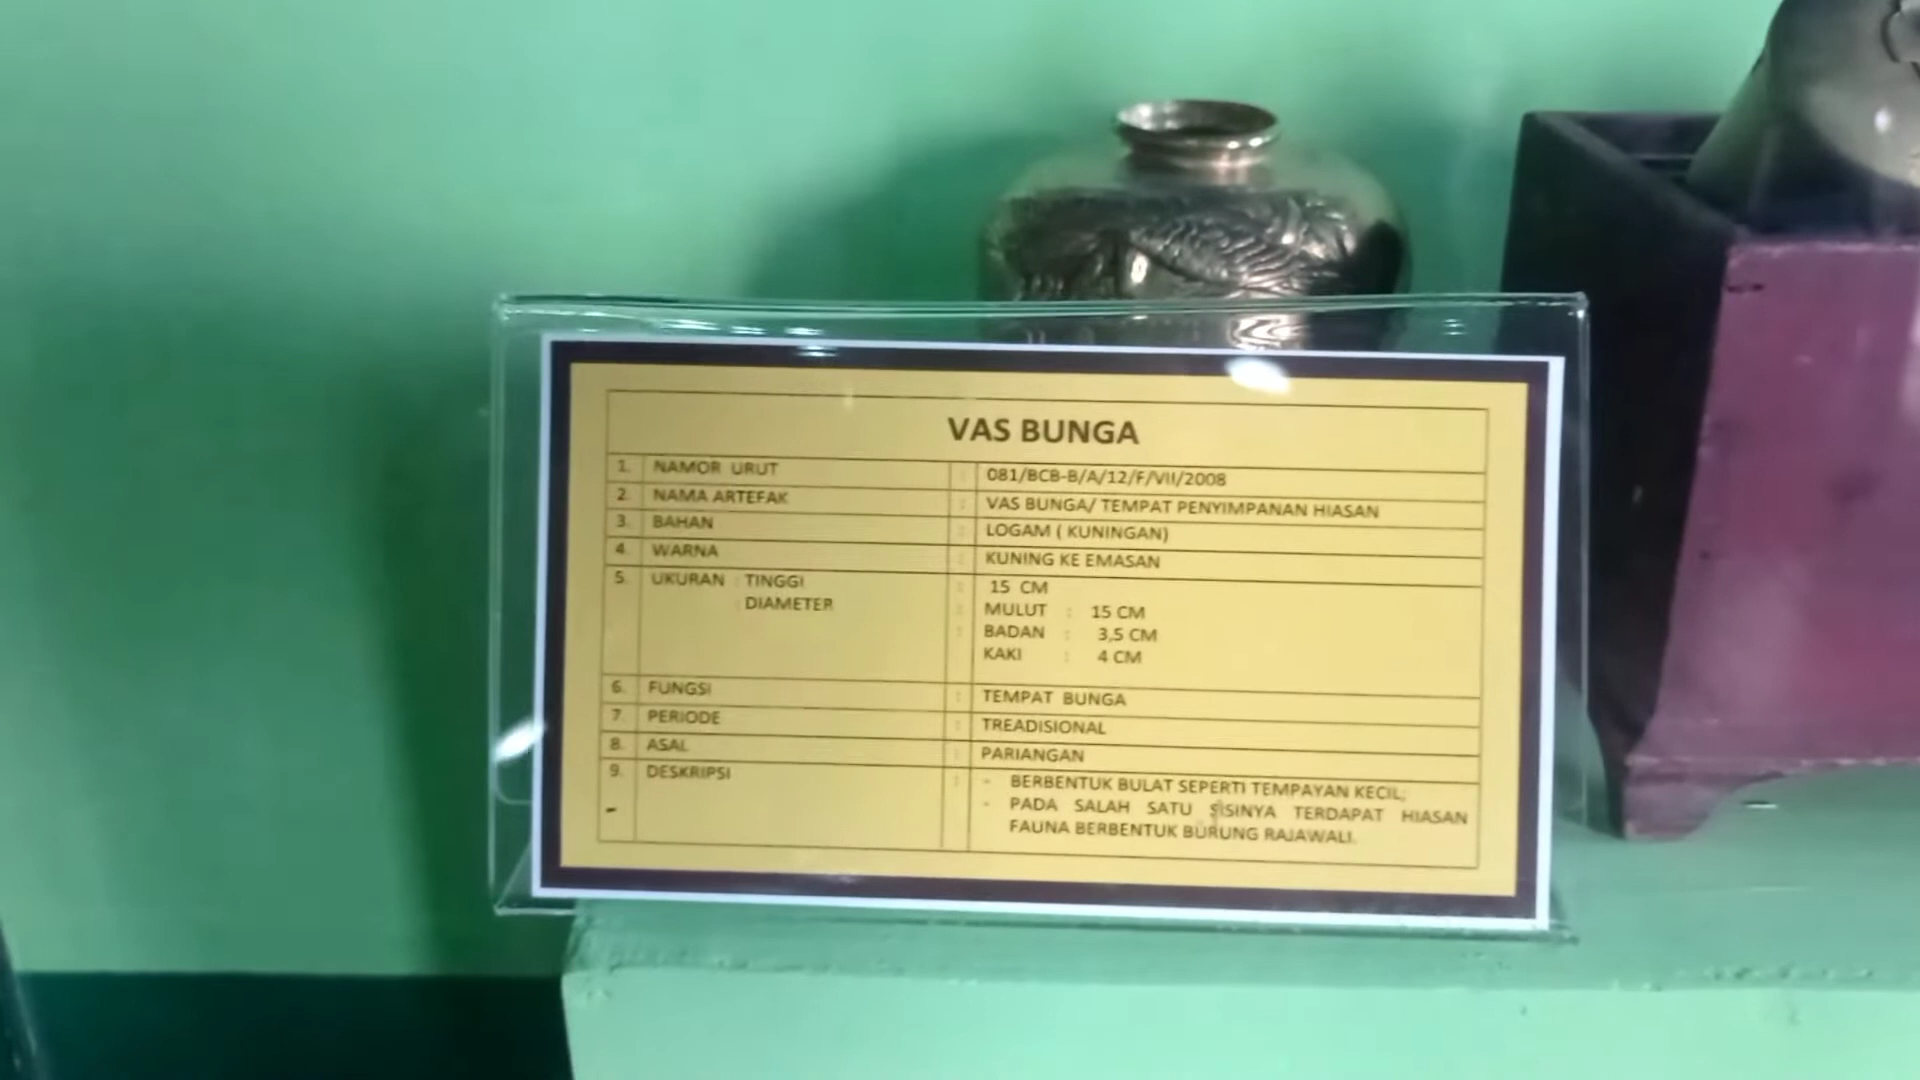 VAS BUNGA
1. NAMOR URUT : 081/BCB-B/A/12/F/VII/2008
2. NAMA ARTEFAK : VAS BUNGA/ TEMPAT PENYIMPANAN HIASAN
3. BAHAN : LOGAM ( KUNINGAN)
4. WARNA : KUNING KE EMASAN
5. UKURAN : TINGGI : 15 CM
: DIAMETER : MULUT : 15 CM
: BADAN : 3,5 CM
KAKI : 4 CM
6. FUNGSI : TEMPAT BUNGA
7. PERIODE : TREADISIONAL
8. ASAL : PARIANGAN
9. DESKRIPSI : - BERBENTUK BULAT SEPERTI TEMPAYAN KECIL;
- PADA SALAH SATU SISINYA TERDAPAT HIASAN
FAUNA BERBENTUK BURUNG RAJAWALI.